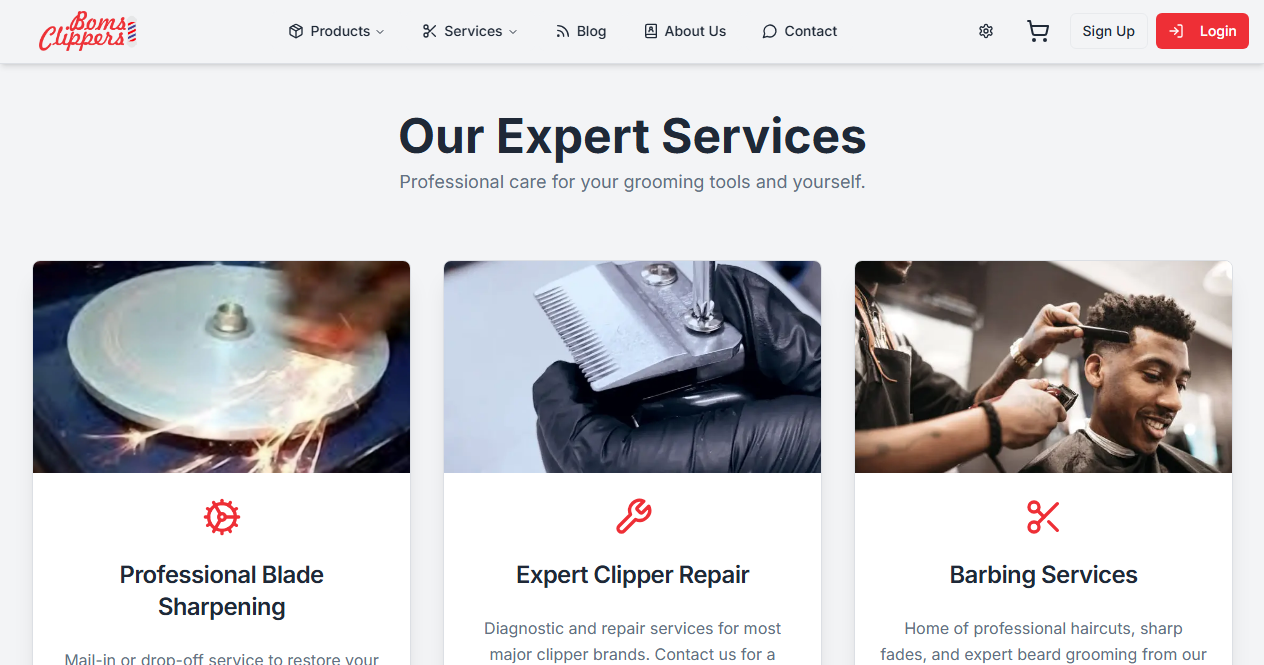 Boms
Clippers
Products
Services
Blog
About Us
Contact
Sign Up
Login
Our Expert Services
Professional care for your grooming tools and yourself.
Professional Blade
Sharpening
Mail-in or drop-off service to restore your
Expert Clipper Repair
Diagnostic and repair services for most
major clipper brands. Contact us for a
Barbing Services
Home of professional haircuts, sharp
fades, and expert beard grooming from our